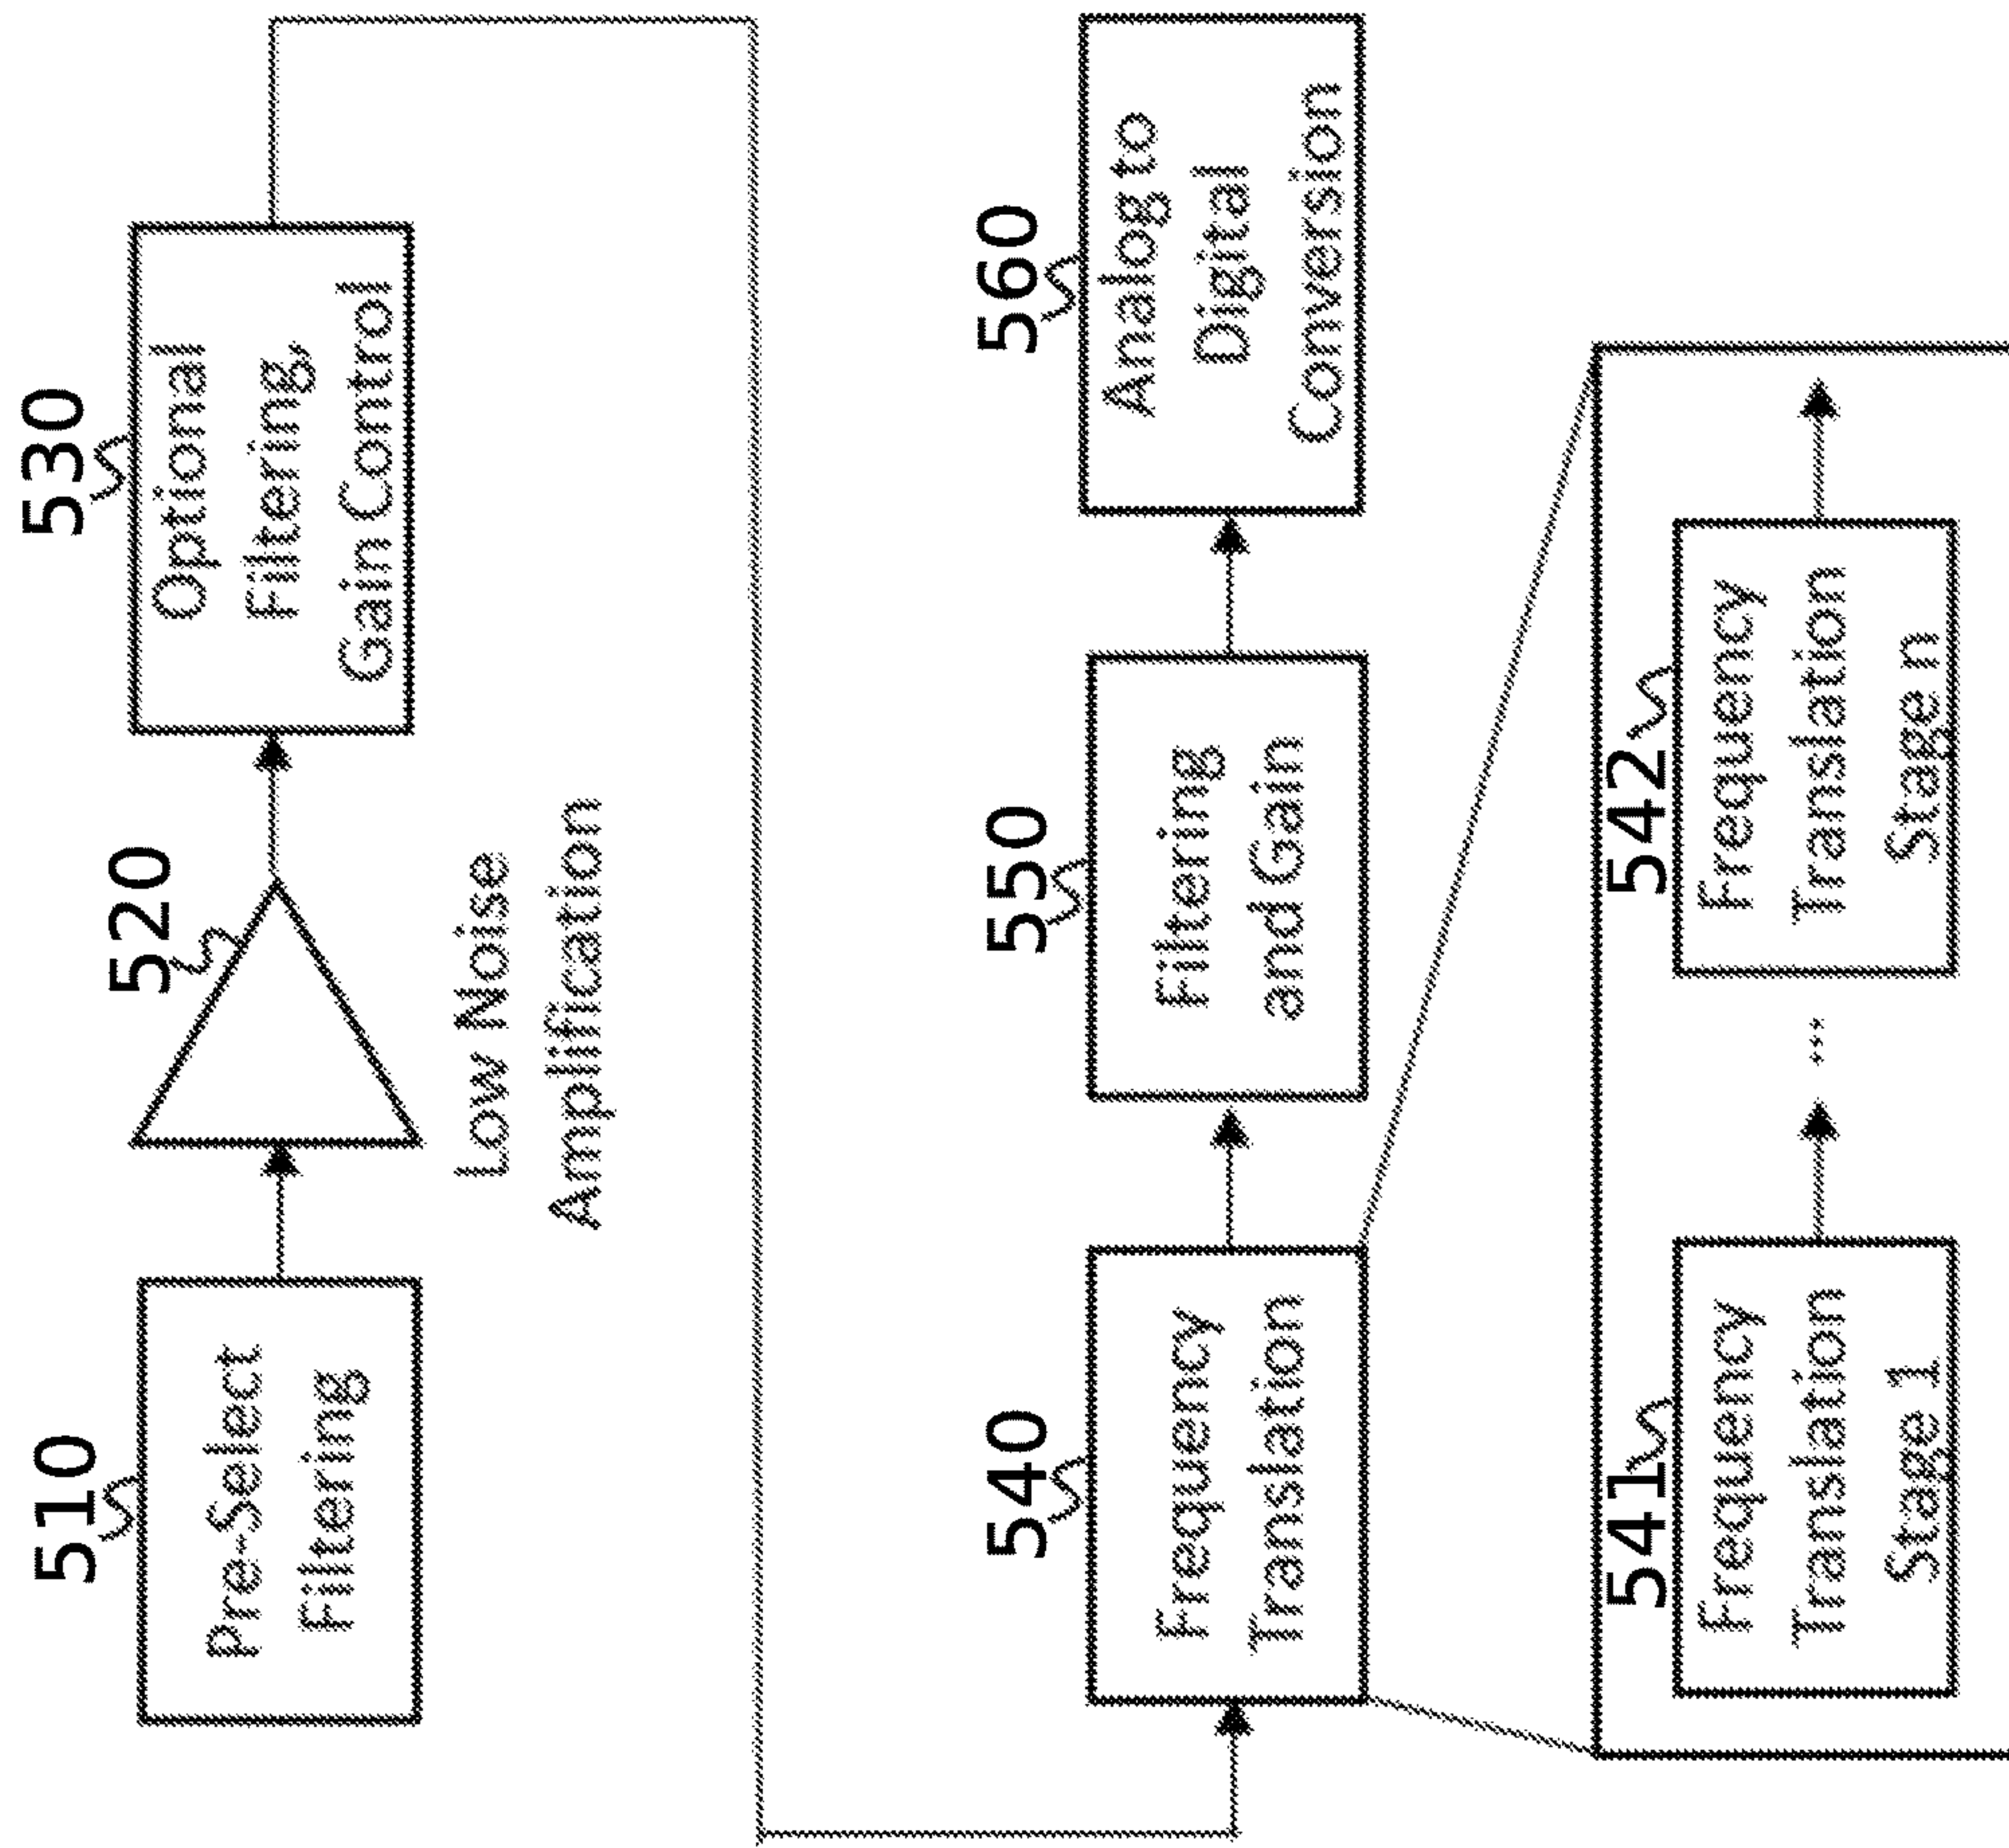 510
Pre-Select
Filtering
520
Low Noise
Amplification
530
Optional
Filtering,
Gain Control
540
Frequency
Translation
550
Filtering
and Gain
560
Analog to
Digital
Conversion
541
Frequency
Translation
Stage 1
...
542
Frequency
Translation
Stage n